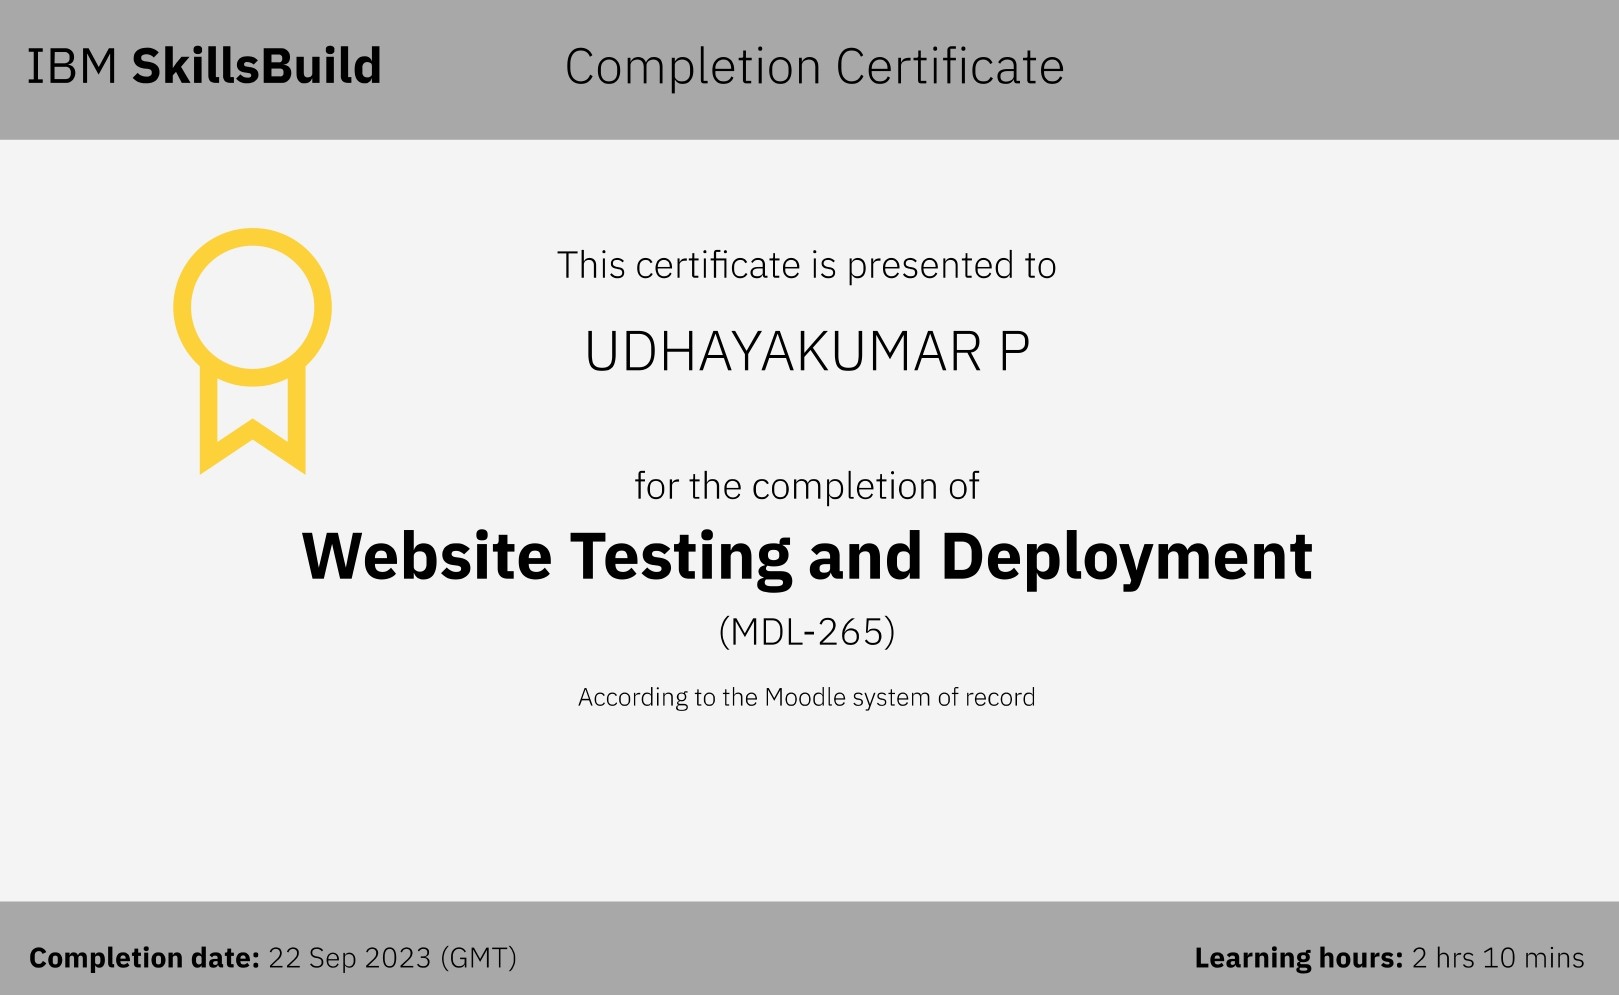 IBM SkillsBuild
Completion Certificate
This certificate is presented to
UDHAYAKUMAR P
for the completion of
Website Testing and Deployment
(MDL-265)
According to the Moodle system of record
Completion date: 22 Sep 2023 (GMT)
Learning hours: 2 hrs 10 mins